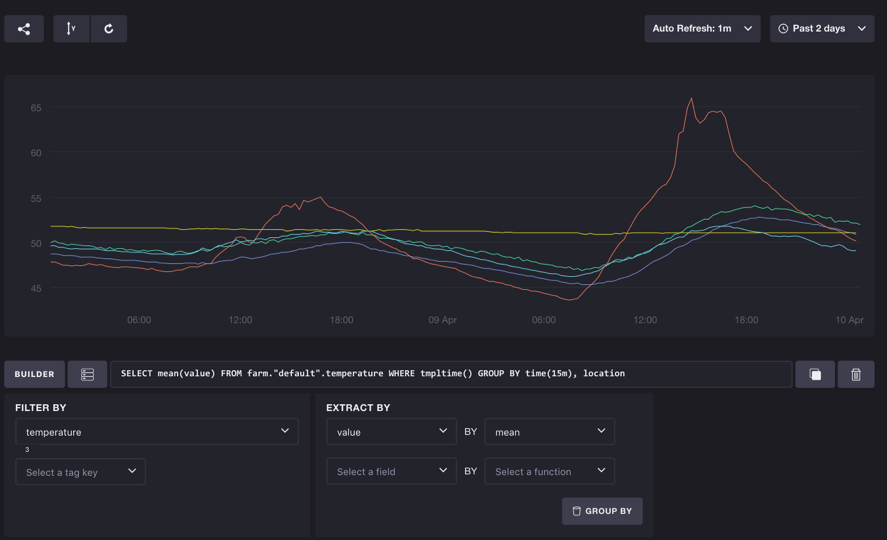 Y
Auto Refresh: 1m
Past 2 days
65
60
55
50
45
06:00 12:00 18:00 09 Apr 06:00 12:00 18:00 10 Apr
BUILDER
SELECT mean(value) FROM farm."default".temperature WHERE tmpltime() GROUP BY time(15m), location
FILTER BY
temperature
3
Select a tag key
EXTRACT BY
value BY mean
Select a field BY Select a function
GROUP BY